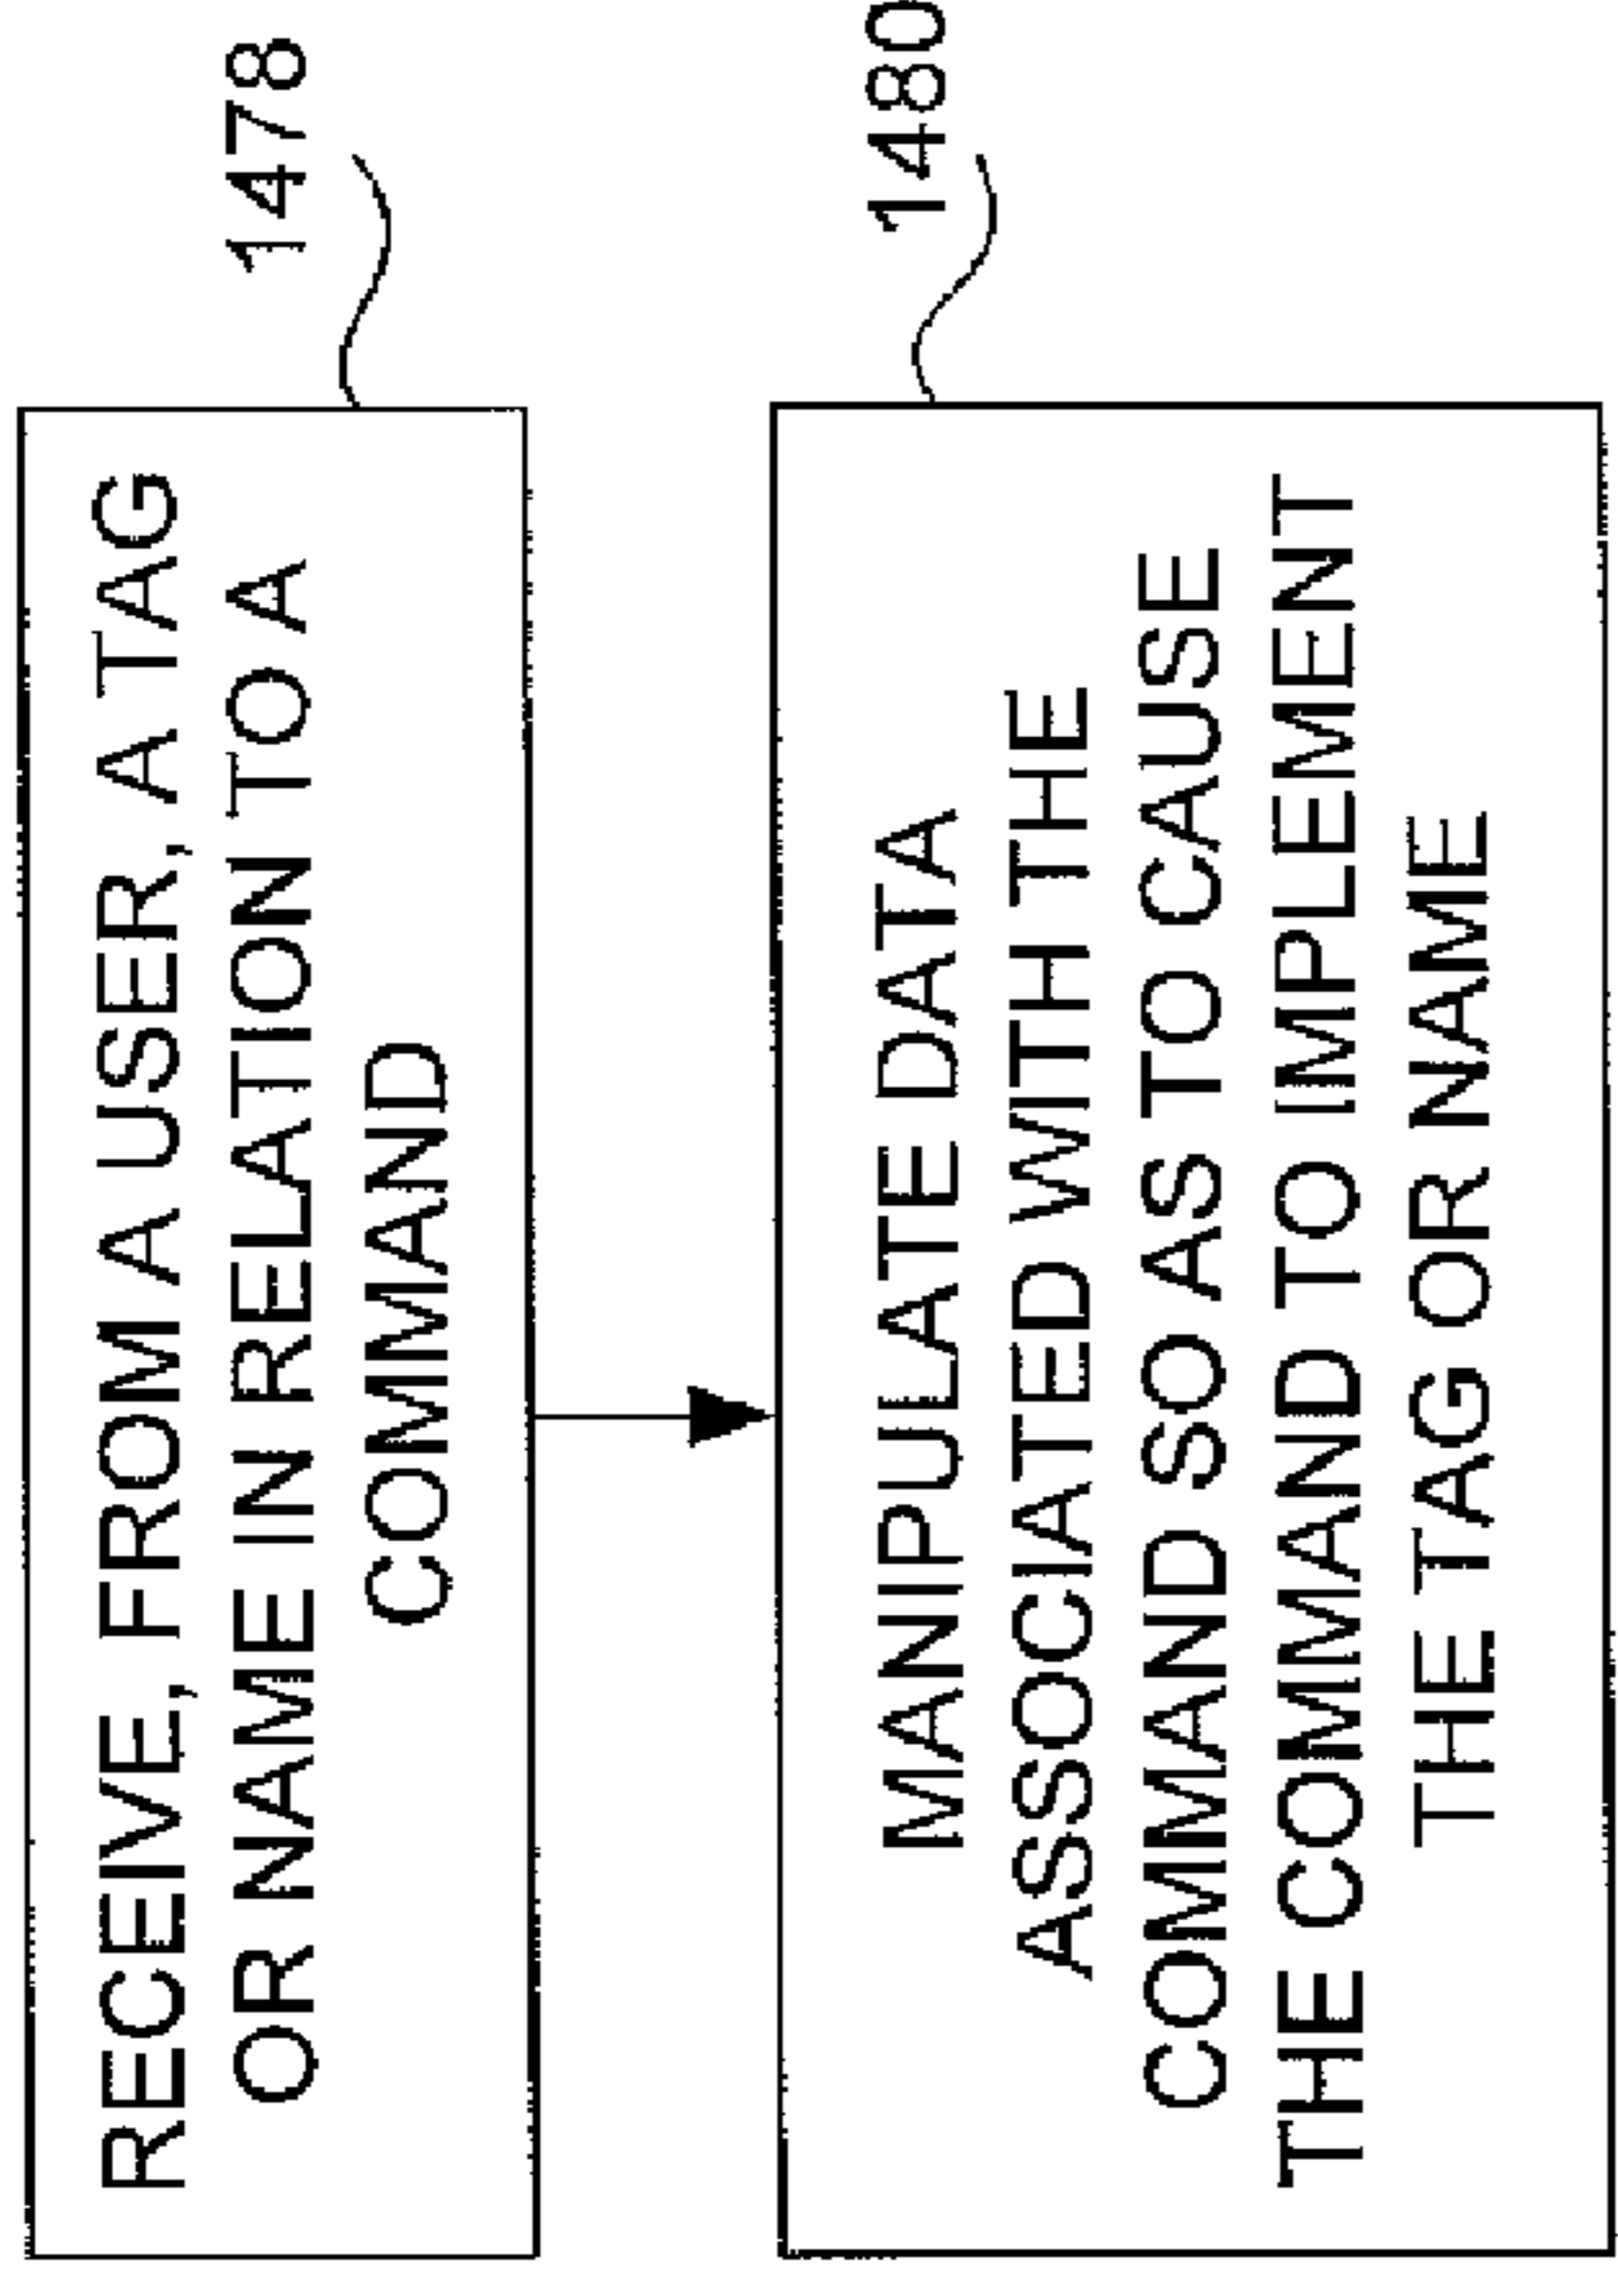 RECEIVE, FROM A USER, A TAG
OR NAME IN RELATION TO A
COMMAND
1478
MANIPULATE DATA
ASSOCIATED WITH THE
COMMAND SO AS TO CAUSE
THE COMMAND TO IMPLEMENT
THE TAG OR NAME
1480